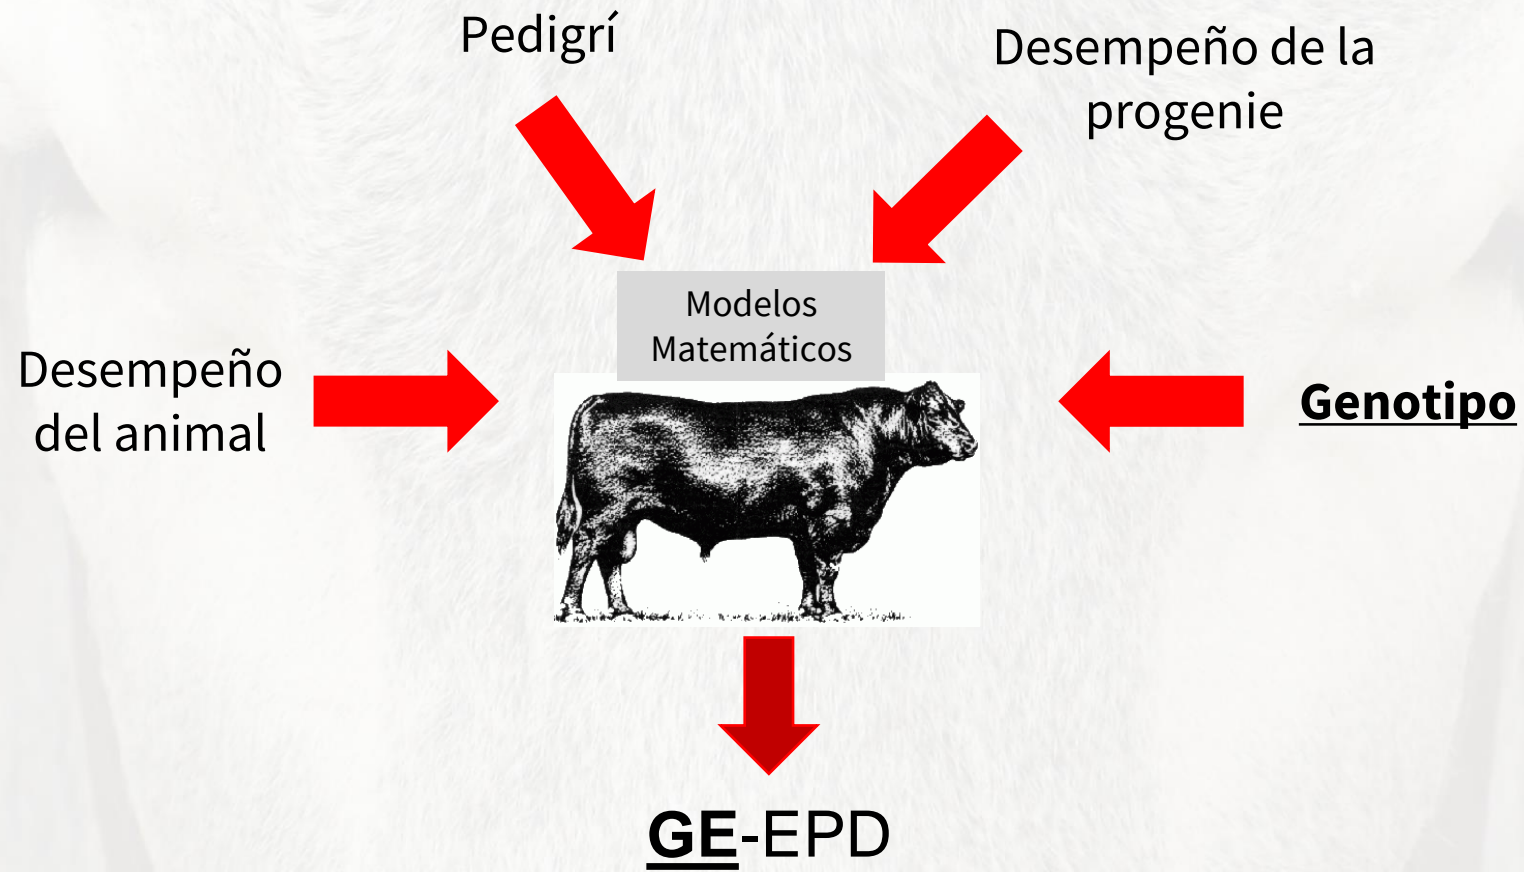 Pedigrí
Desempeño de la
progenie
Modelos
Matemáticos
Desempeño
del animal
Genotipo
GE-EPD